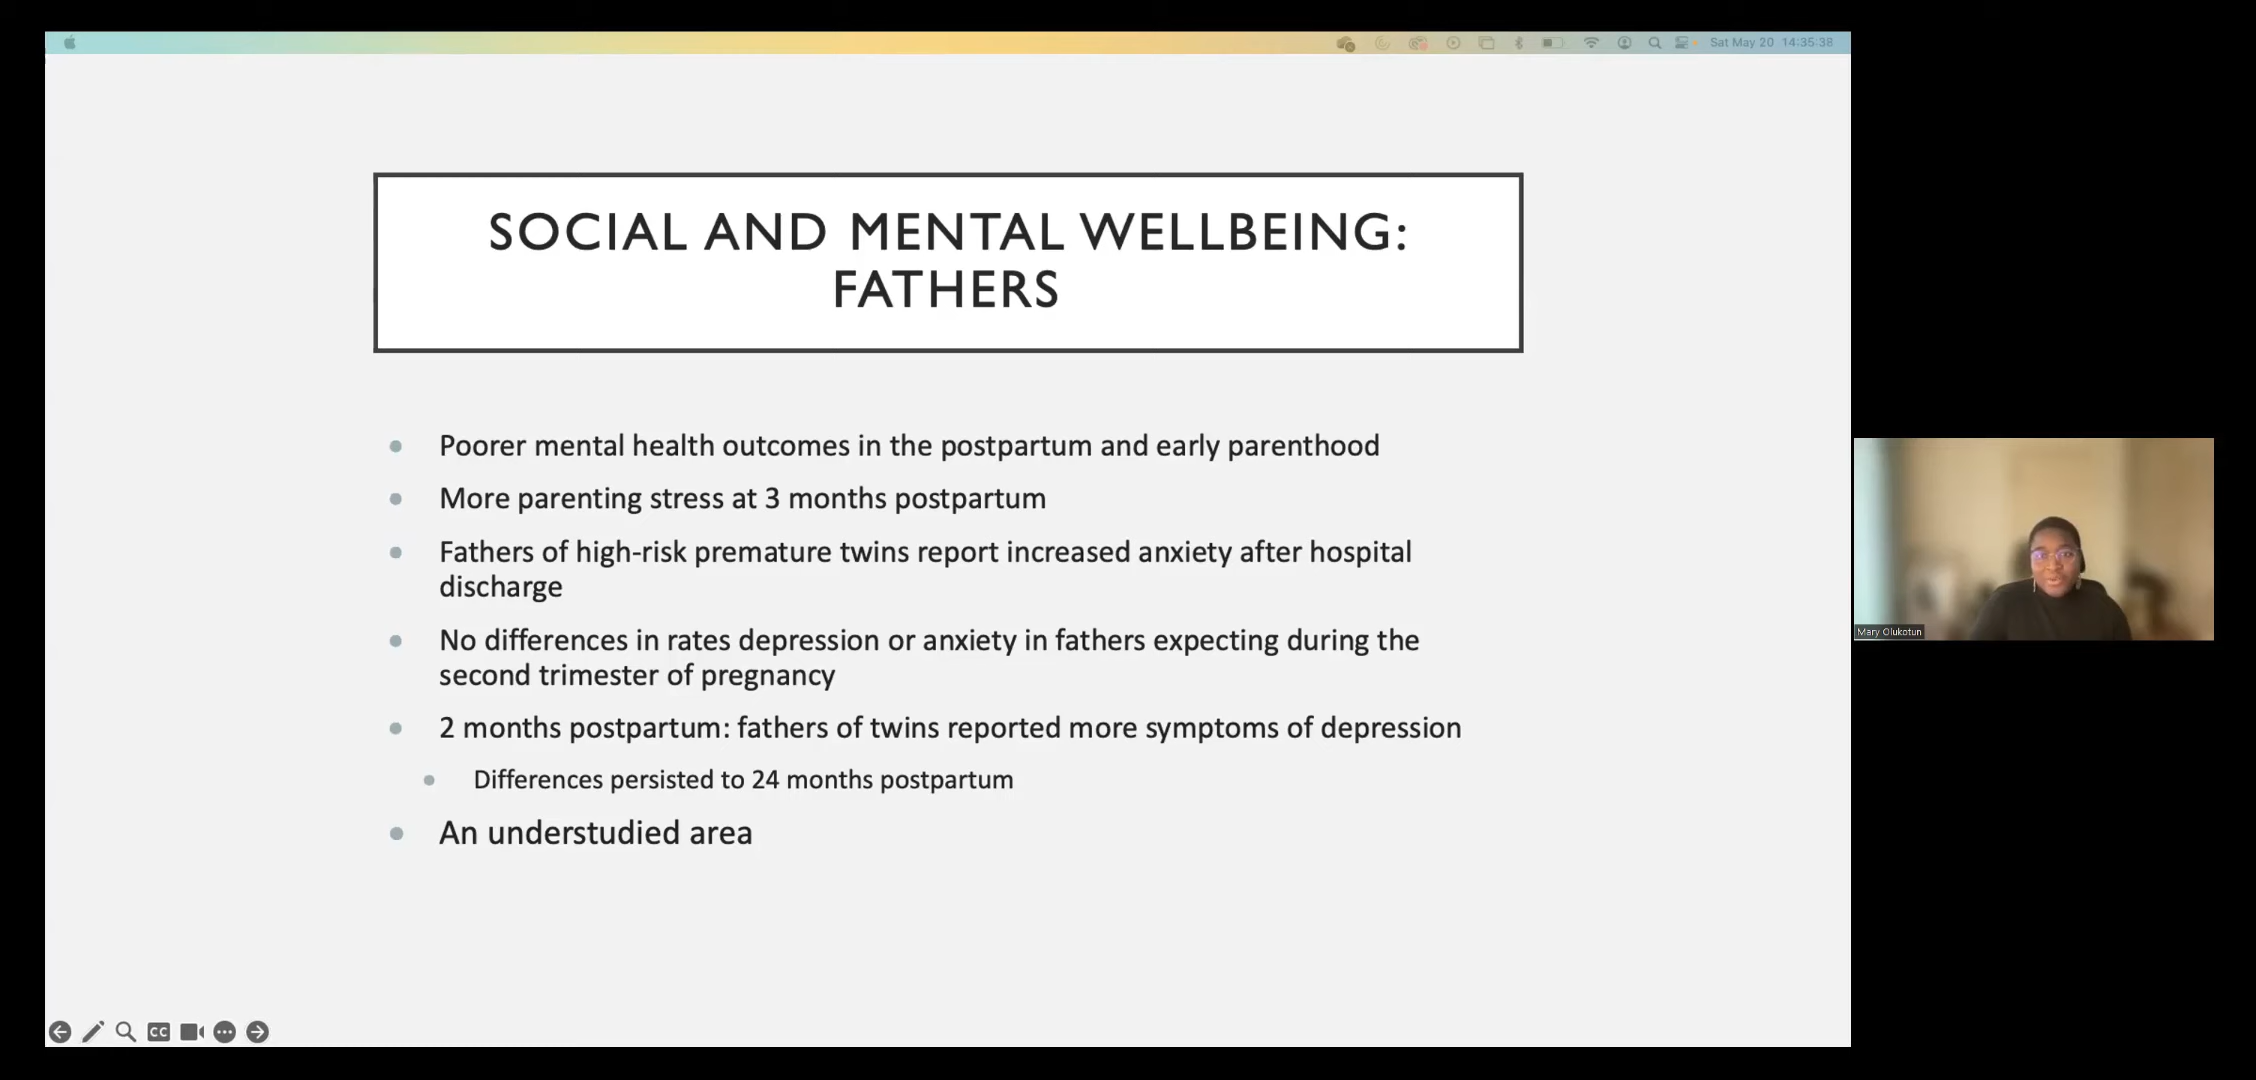 Sat May 20 14:35:38
SOCIAL AND MENTAL WELLBEING:
FATHERS
Poorer mental health outcomes in the postpartum and early parenthood
More parenting stress at 3 months postpartum
Fathers of high-risk premature twins report increased anxiety after hospital
discharge
No differences in rates depression or anxiety in fathers expecting during the
second trimester of pregnancy
2 months postpartum: fathers of twins reported more symptoms of depression
Differences persisted to 24 months postpartum
An understudied area
Mary Olukotun
CC